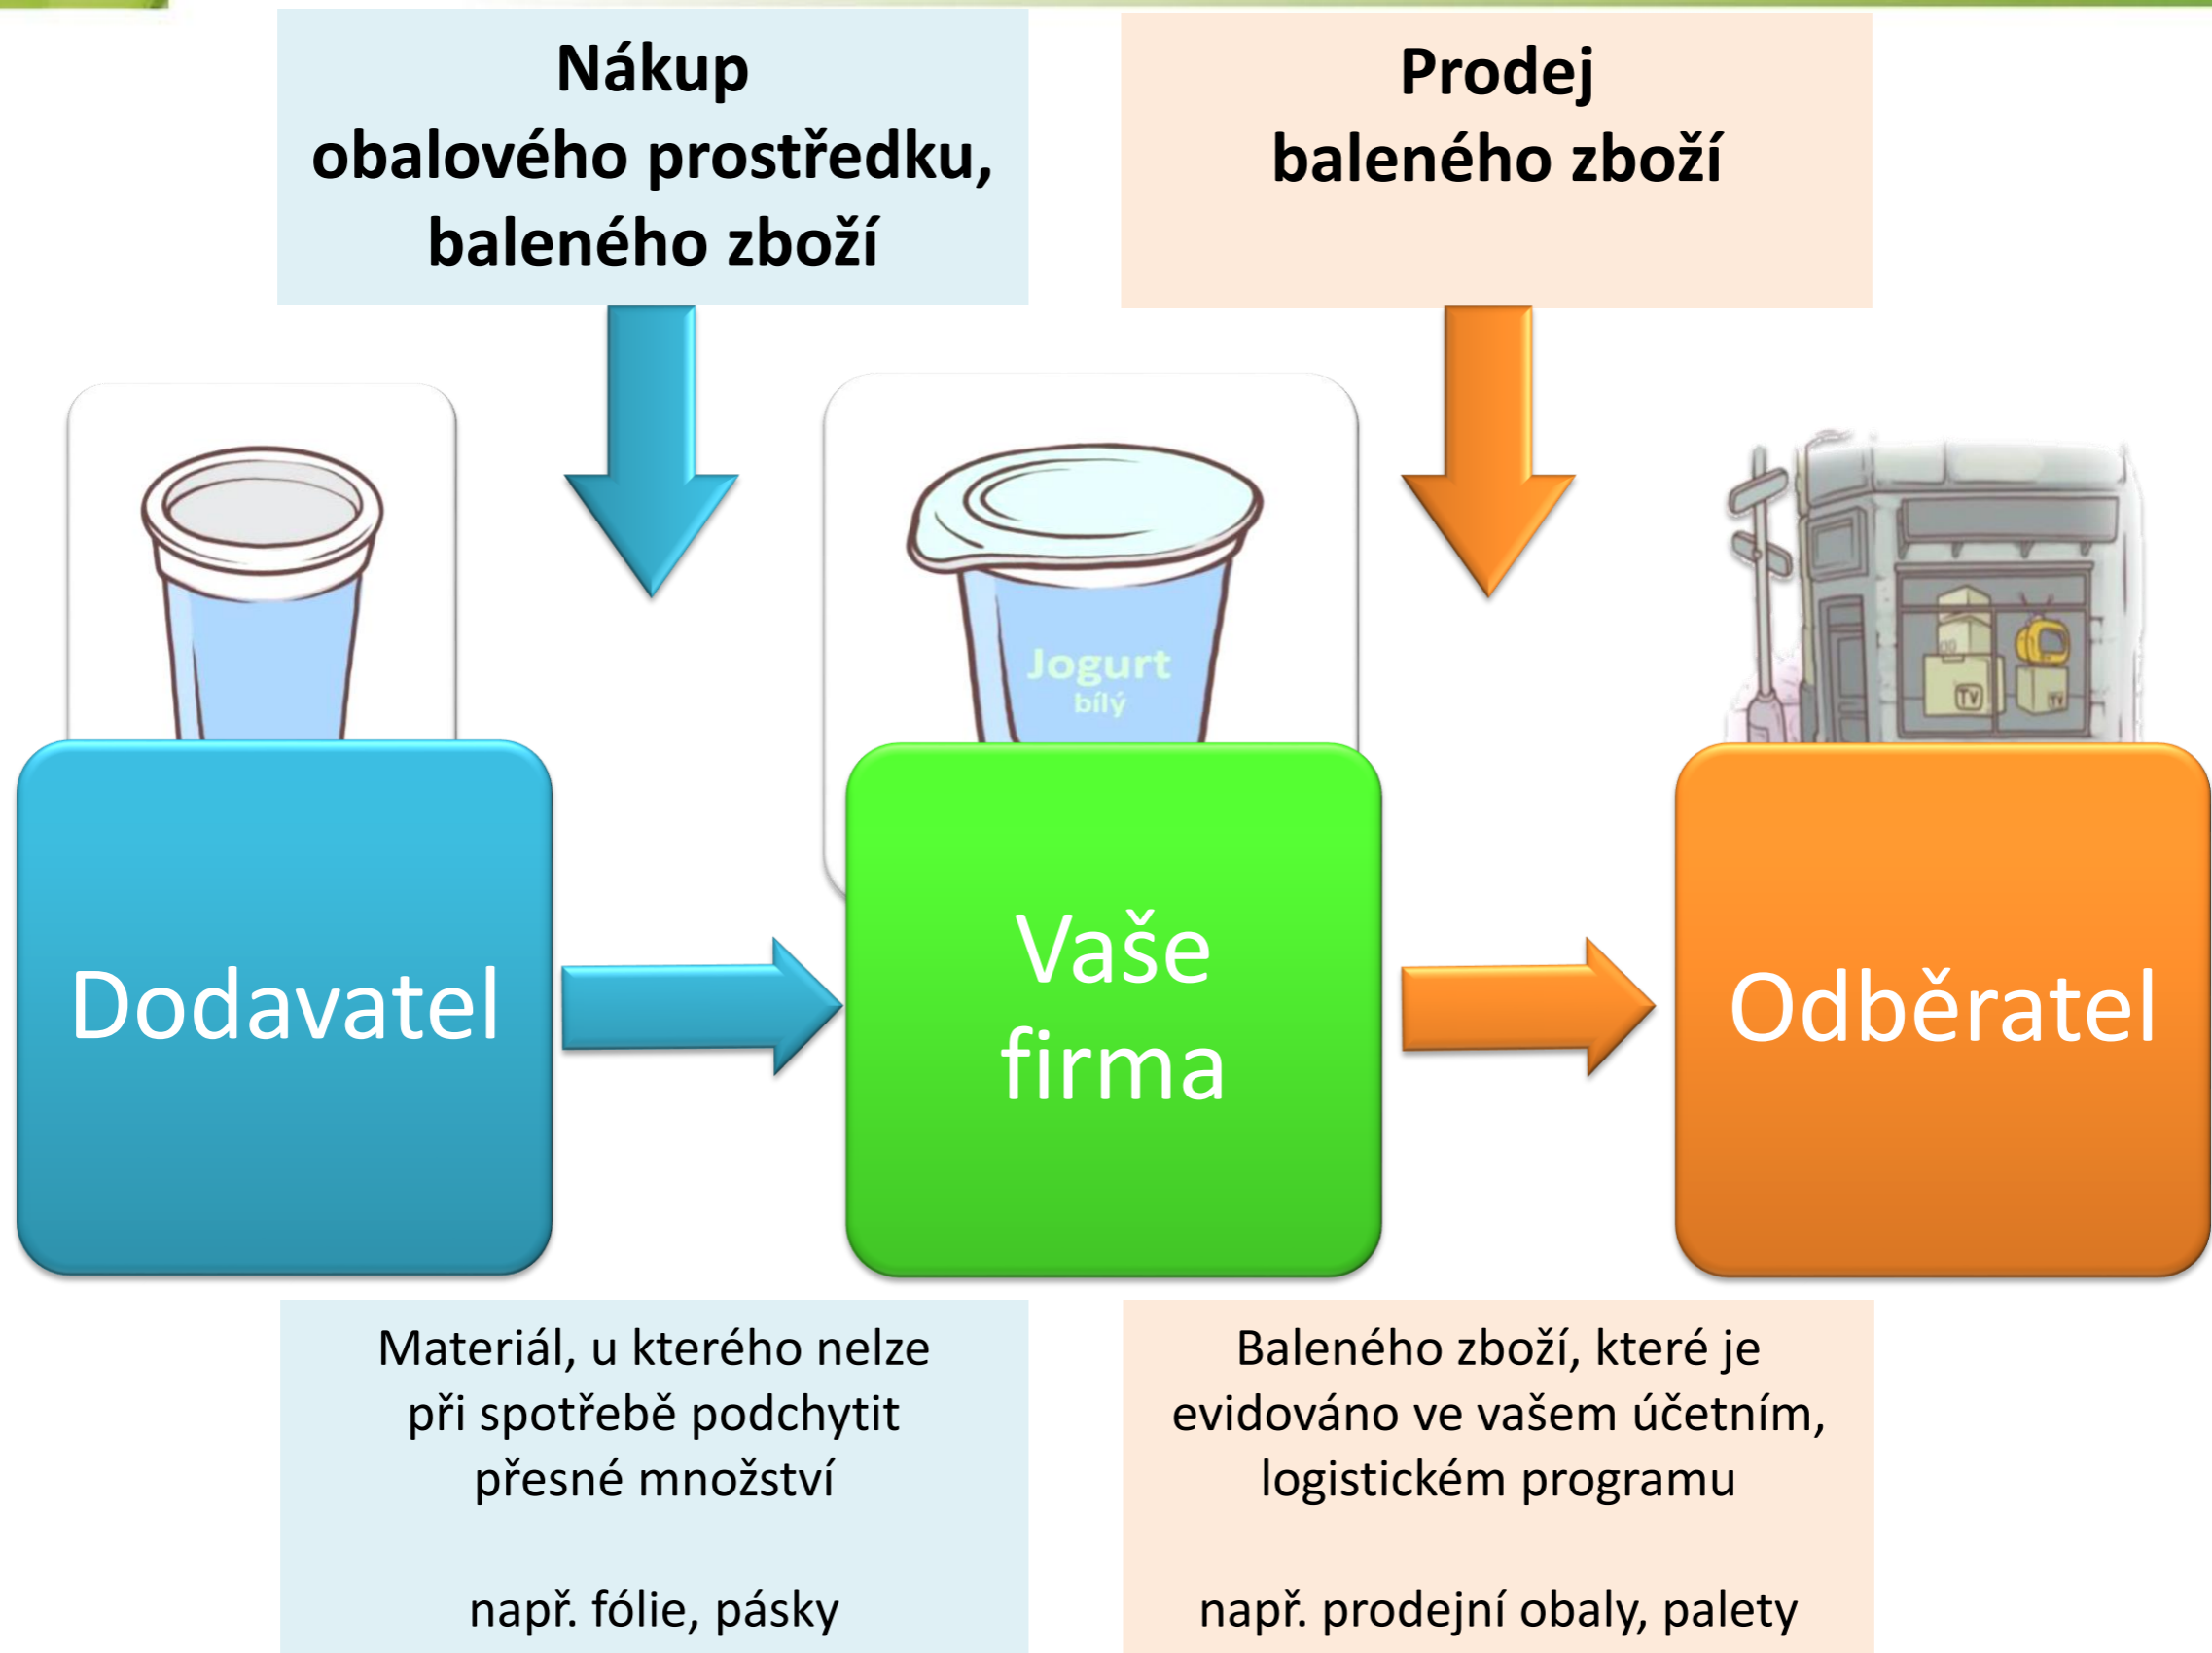 Nákup
obalového prostředku,
baleného zboží
Prodej
baleného zboží
Jogurt
bílý
TV
TV
Dodavatel
Vaše
firma
Odběratel
Materiál, u kterého nelze
při spotřebě podchytit
přesné množství
např. fólie, pásky
Baleného zboží, které je
evidováno ve vašem účetním,
logistickém programu
např. prodejní obaly, palety